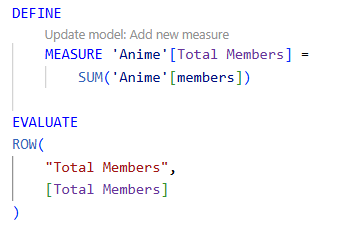 DEFINE
Update model: Add new measure
MEASURE 'Anime'[Total Members] =
SUM('Anime'[members])
EVALUATE
ROW(
"Total Members",
[Total Members]
)